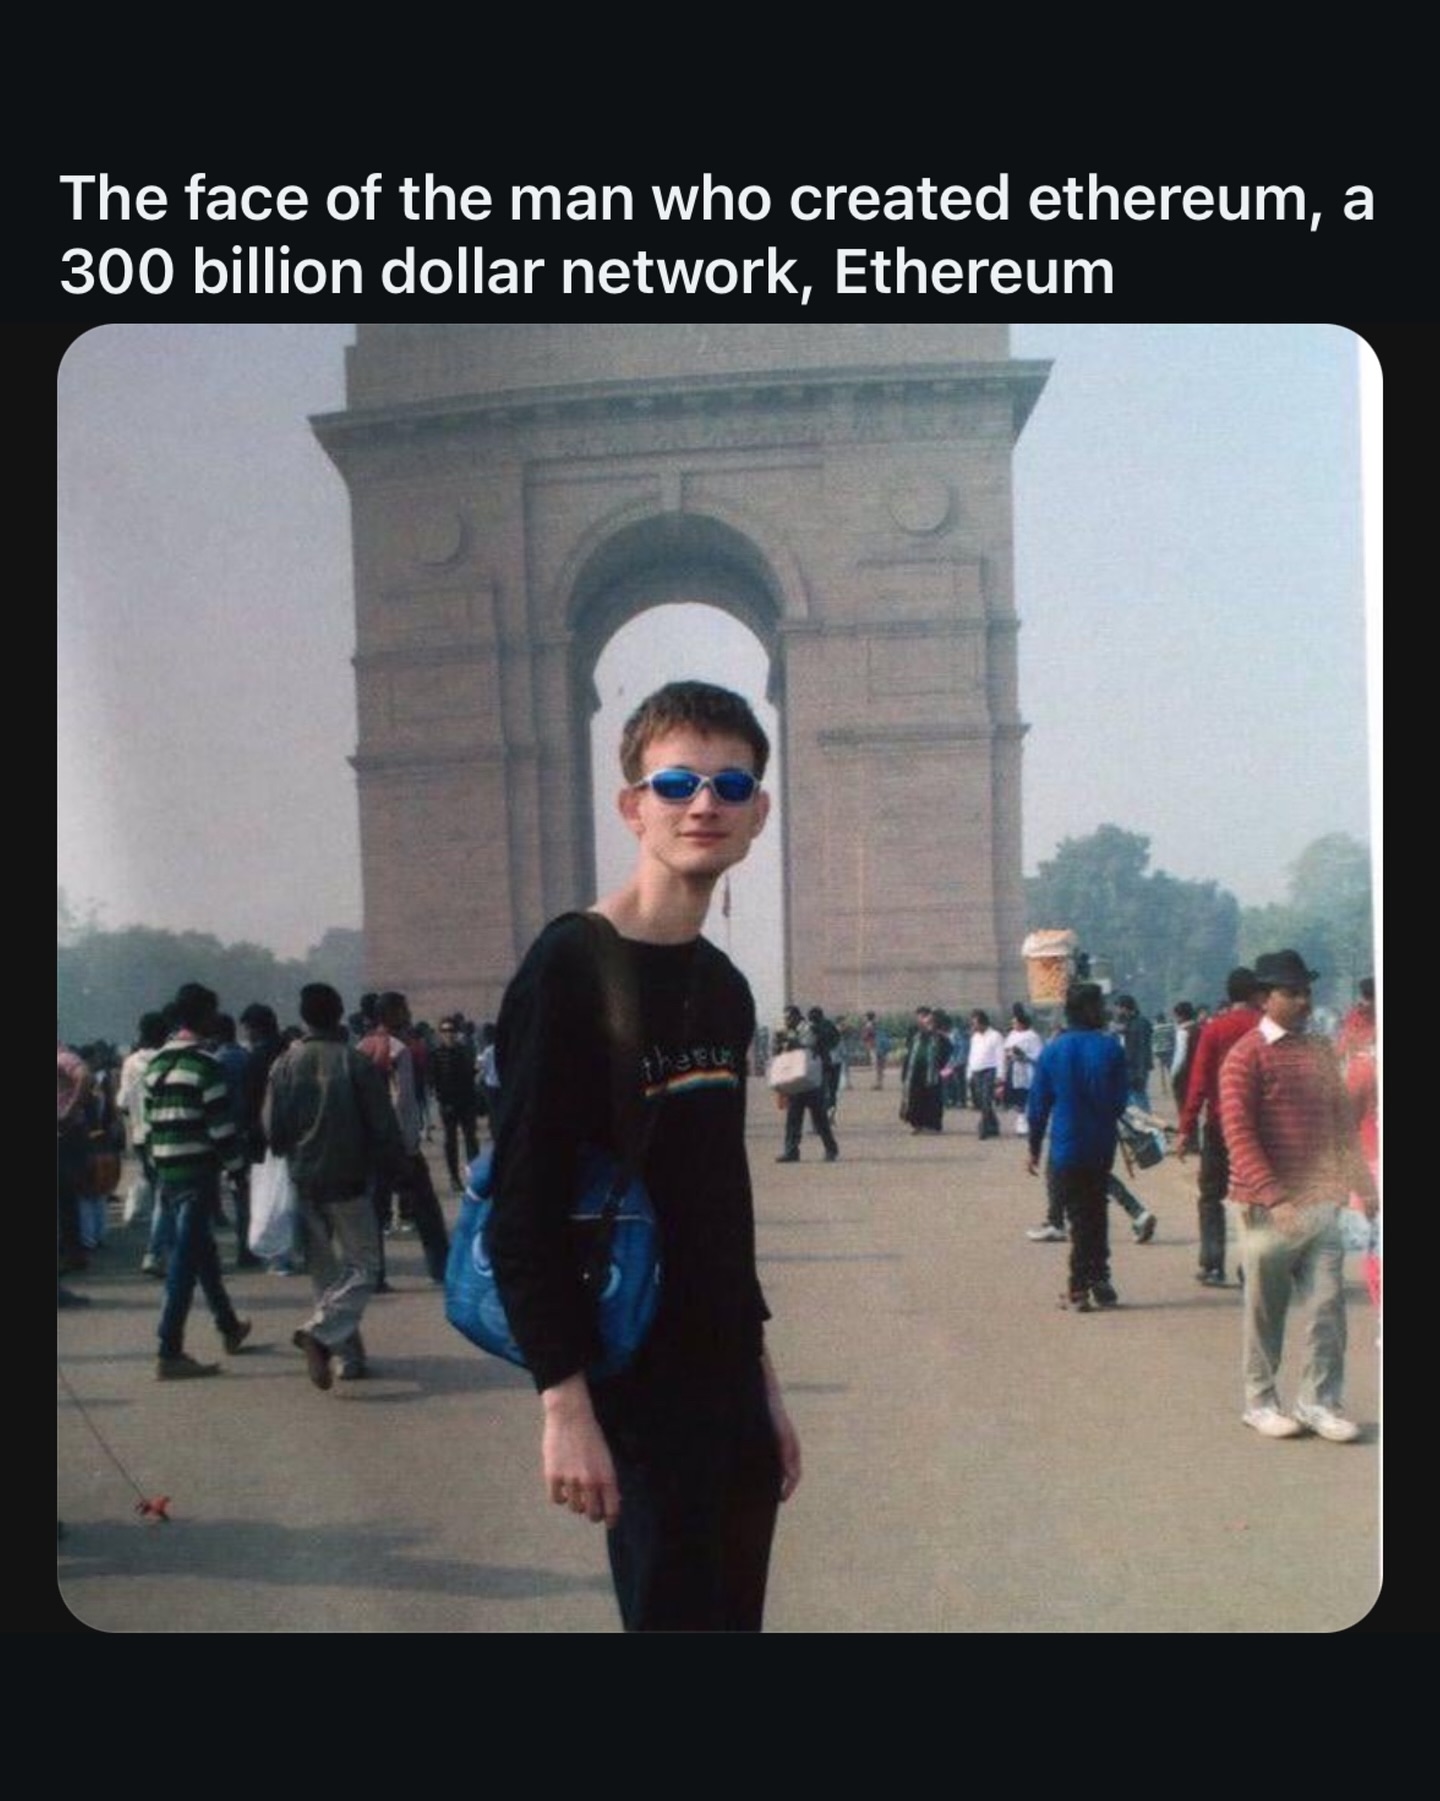 The face of the man who created ethereum, a
300 billion dollar network, Ethereum